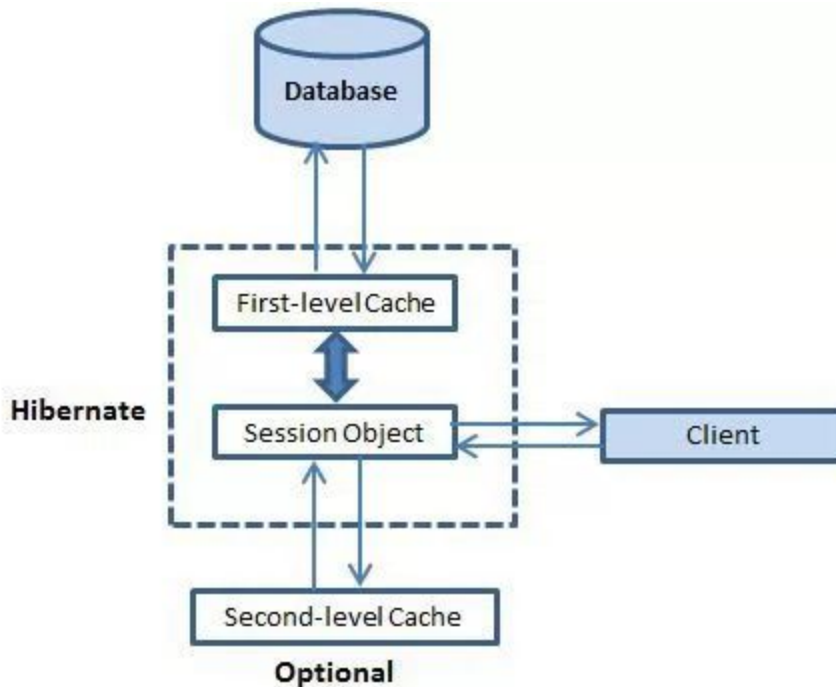 Database
First-level Cache
Hibernate
Session Object
Client
Second-level Cache
Optional